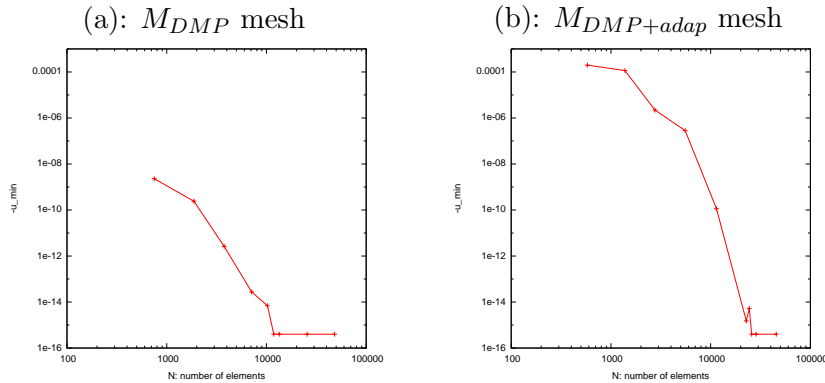 (a): M_{DMP} mesh
0.0001
1e-06
1e-08
1e-10
1e-12
1e-14
1e-16
-u_min
100 1000 10000 100000
N: number of elements
(b): M_{DMP+adap} mesh
0.0001
1e-06
1e-08
1e-10
1e-12
1e-14
1e-16
-u_min
100 1000 10000 100000
N: number of elements